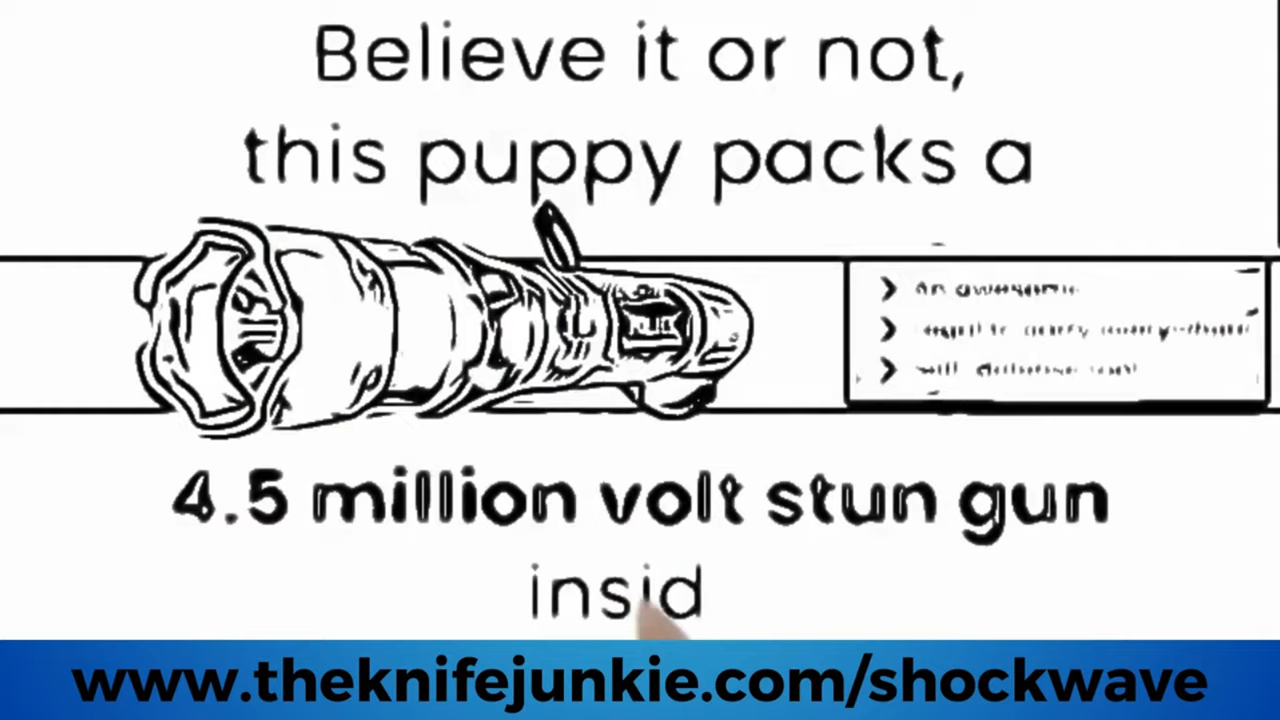 Believe it or not,
this puppy packs a
4.5 million volt stun gun
insid
www.theknifejunkie.com/shockwave